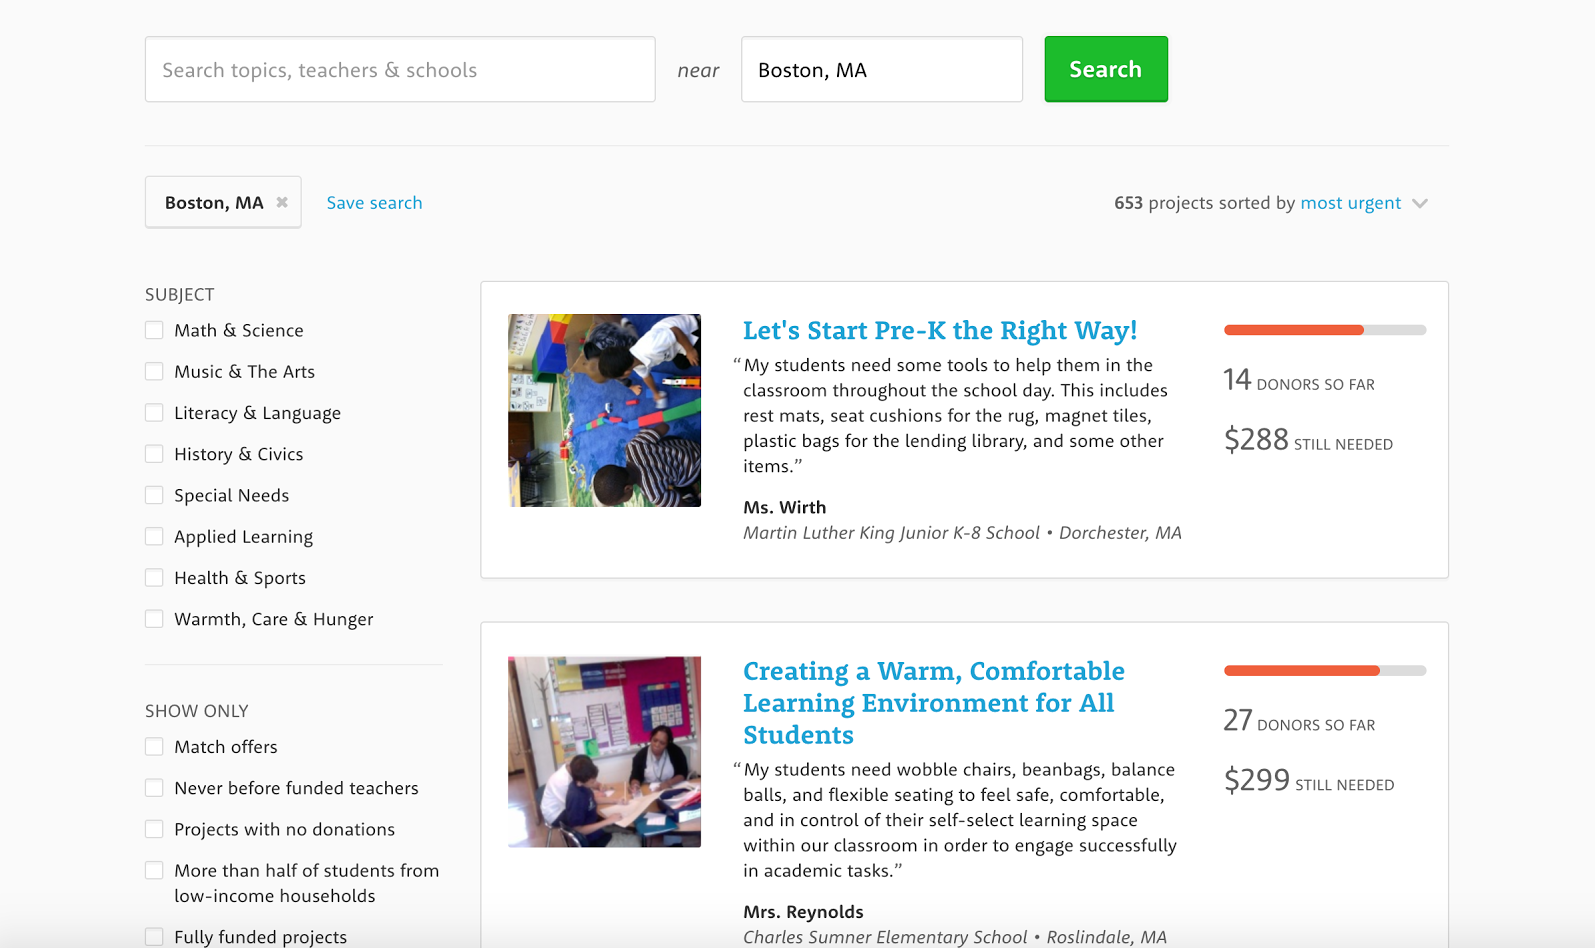 Search topics, teachers & schools
near
Boston, MA
Search
Boston, MA ✖
Save search
653 projects sorted by most urgent
SUBJECT
Math & Science
Music & The Arts
Literacy & Language
History & Civics
Special Needs
Applied Learning
Health & Sports
Warmth, Care & Hunger
SHOW ONLY
Match offers
Never before funded teachers
Projects with no donations
More than half of students from
low-income households
Fully funded projects
Let's Start Pre-K the Right Way!
“My students need some tools to help them in the
classroom throughout the school day. This includes
rest mats, seat cushions for the rug, magnet tiles,
plastic bags for the lending library, and some other
items.”
Ms. Wirth
Martin Luther King Junior K-8 School • Dorchester, MA
14 DONORS SO FAR
$288 STILL NEEDED
Creating a Warm, Comfortable
Learning Environment for All
Students
“My students need wobble chairs, beanbags, balance
balls, and flexible seating to feel safe, comfortable,
and in control of their self-select learning space
within our classroom in order to engage successfully
in academic tasks.”
Mrs. Reynolds
Charles Sumner Elementary School • Roslindale, MA
27 DONORS SO FAR
$299 STILL NEEDED